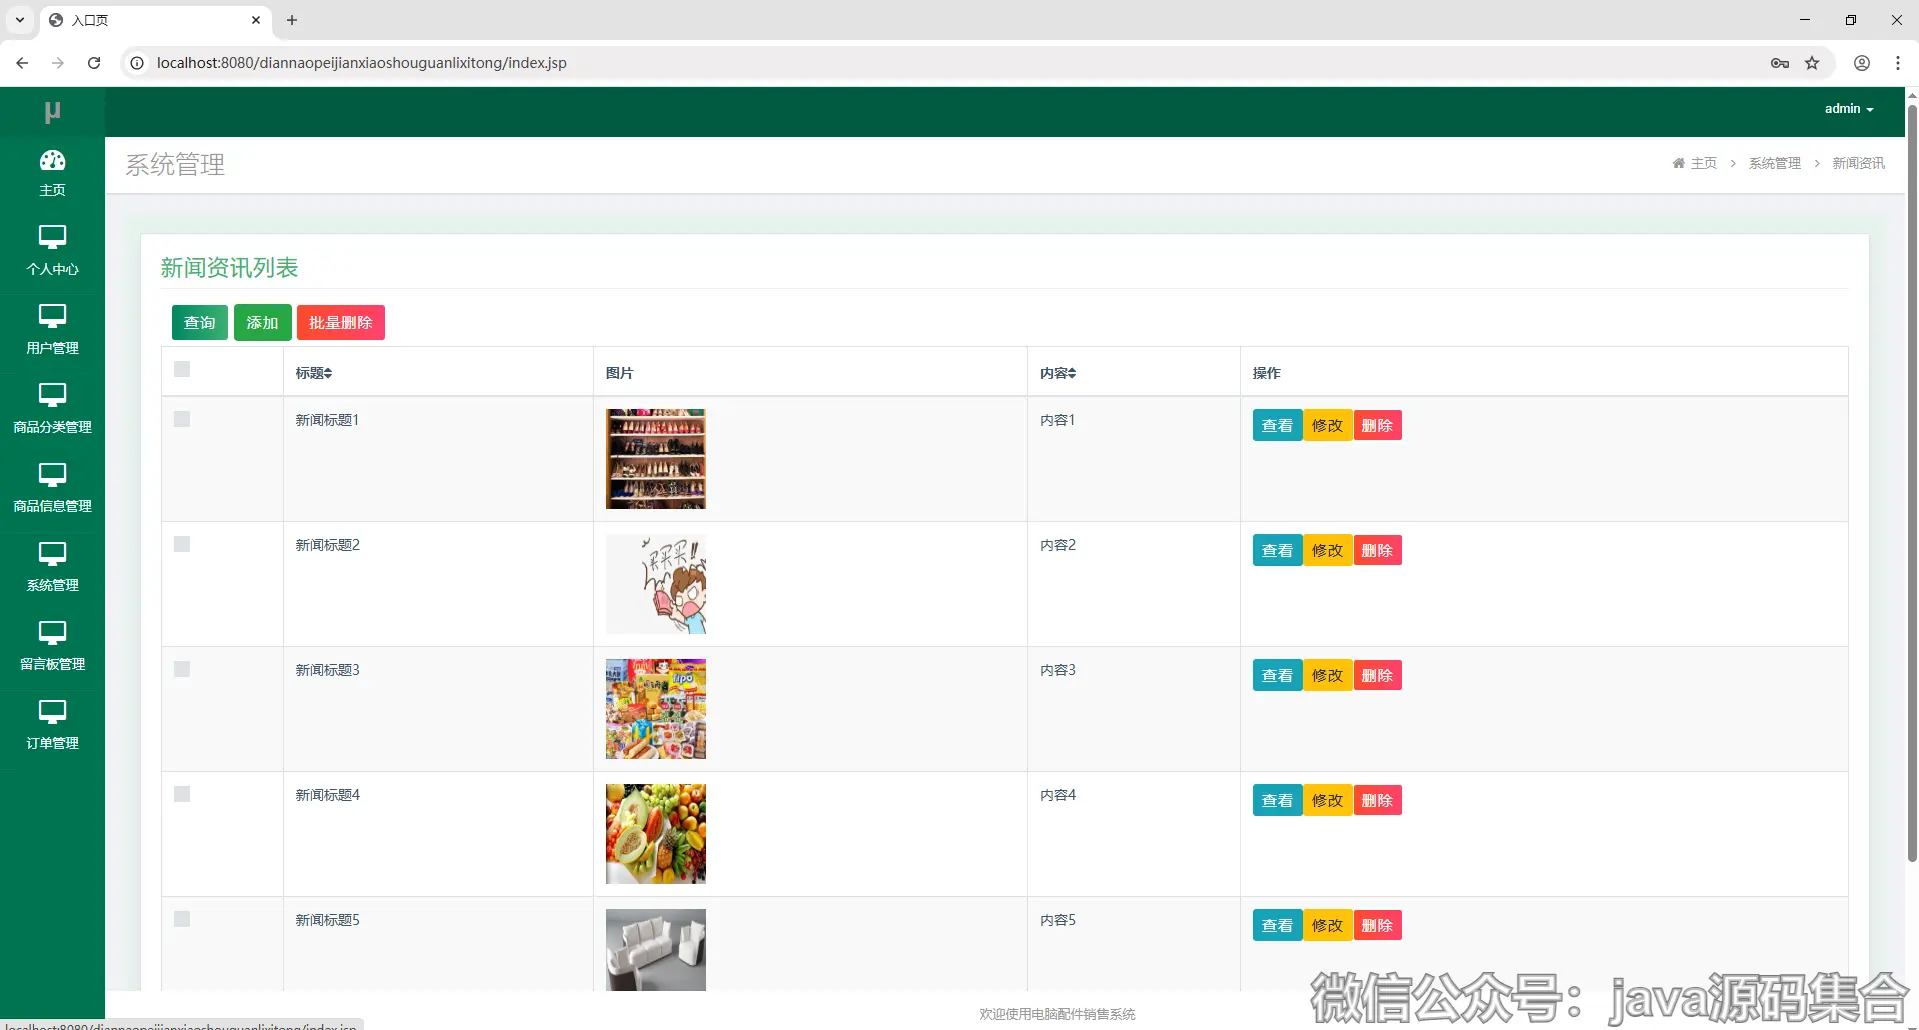 入口页
localhost:8080/diannaopeijianxiaoshouguanlixitong/index.jsp
μ
admin
主页
个人中心
用户管理
商品分类管理
商品信息管理
系统管理
留言板管理
订单管理
系统管理
主页 > 系统管理 > 新闻资讯
新闻资讯列表
查询 添加 批量删除
标题 图片 内容 操作
新闻标题1 内容1 查看 修改 删除
新闻标题2 买买买!! 内容2 查看 修改 删除
新闻标题3 Tipo 内容3 查看 修改 删除
新闻标题4 内容4 查看 修改 删除
新闻标题5 内容5 查看 修改 删除
欢迎使用电脑配件销售系统
微信公众号：java源码集合
localhost:8080/diannaopeijianxiaoshouguanlixitong/index.jsp